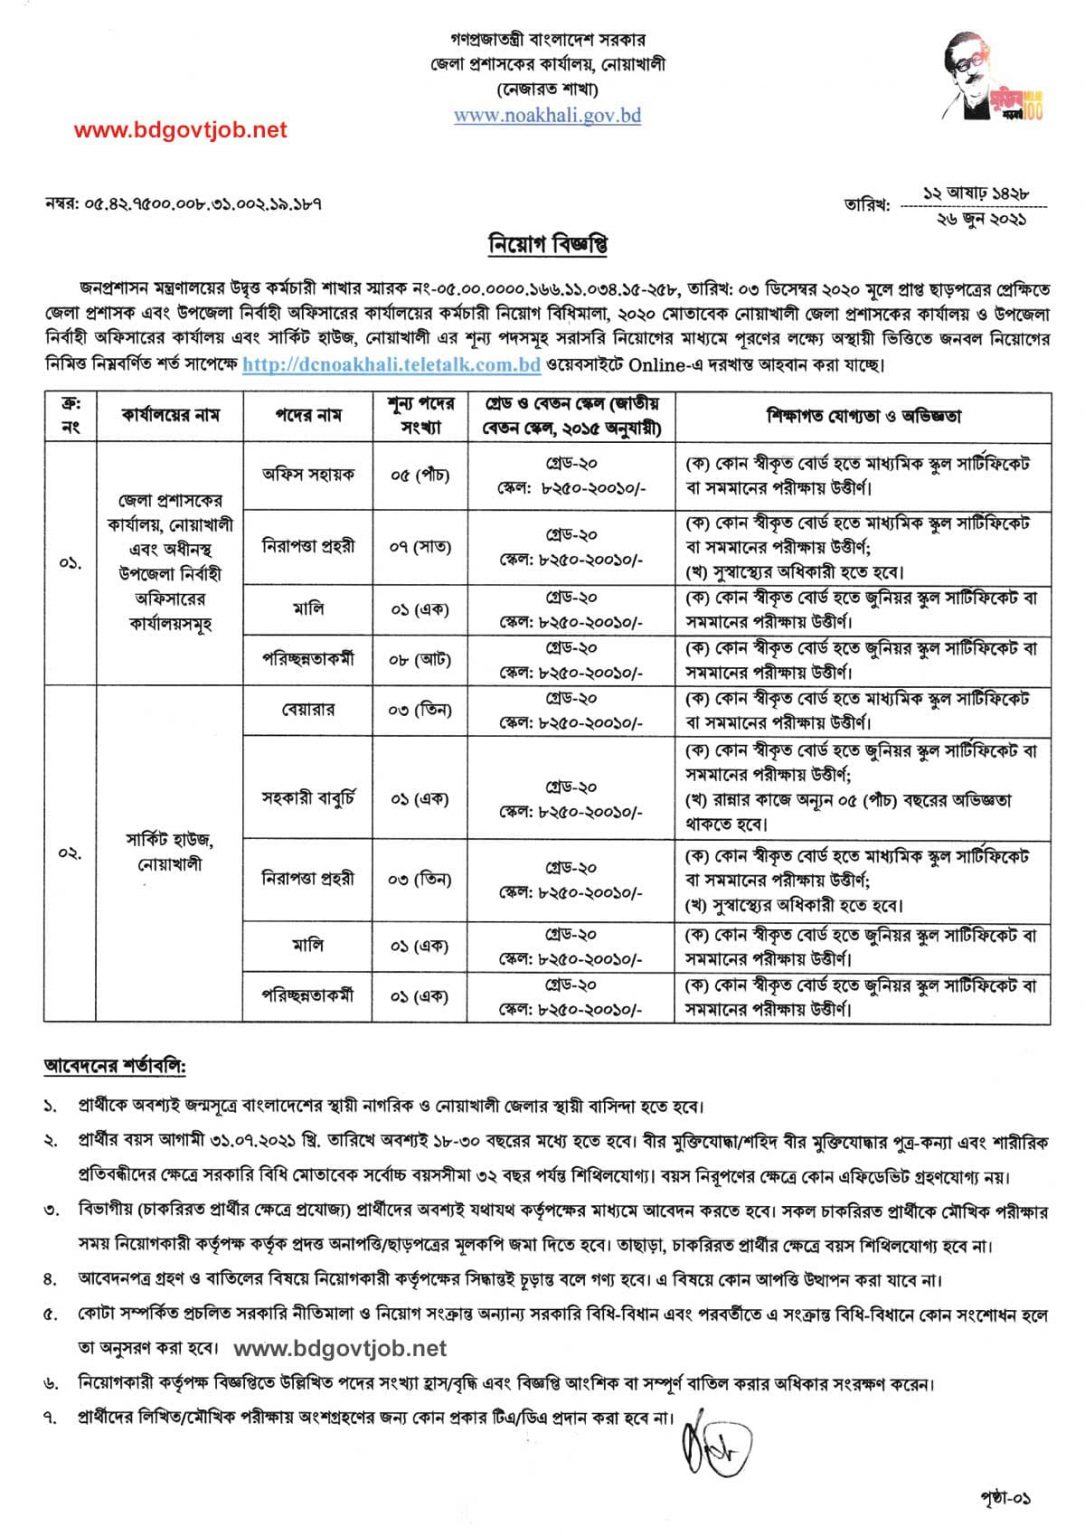 গণপ্রজাতন্ত্রী বাংলাদেশ সরকার
জেলা প্রশাসকের কার্যালয়, নোয়াখালী
(নেজারত শাখা)
www.noakhali.gov.bd
www.bdgovtjob.net
মুজিব
শতবর্ষ 100
নম্বর: ০৫.৪২.৭৫০০.০০৮.৩১.০০২.১৯.১৮৭
তারিখ: ১২ আষাঢ় ১৪২৮
২৬ জুন ২০২১
নিয়োগ বিজ্ঞপ্তি
জনপ্রশাসন মন্ত্রণালয়ের উদ্বৃত্ত কর্মচারী শাখার স্মারক নং-০৫.০০.০০০০.১৬৬.১১.০৩৪.১৫-২৫৮, তারিখ: ০৩ ডিসেম্বর ২০২০ মূলে প্রাপ্ত ছাড়পত্রের প্রেক্ষিতে
জেলা প্রশাসক এবং উপজেলা নির্বাহী অফিসারের কার্যালয়ের কর্মচারী নিয়োগ বিধিমালা, ২০২০ মোতাবেক নোয়াখালী জেলা প্রশাসকের কার্যালয় ও উপজেলা
নির্বাহী অফিসারের কার্যালয় এবং সার্কিট হাউজ, নোয়াখালী এর শূন্য পদসমূহ সরাসরি নিয়োগের মাধ্যমে পূরণের লক্ষ্যে অস্থায়ী ভিত্তিতে জনবল নিয়োগের
নিমিত্ত নিম্নবর্ণিত শর্ত সাপেক্ষে http://dcnoakhali.teletalk.com.bd ওয়েবসাইটে Online-এ দরখাস্ত আহবান করা যাচ্ছে।
ক্র: নং
কার্যালয়ের নাম
পদের নাম
শূন্য পদের সংখ্যা
গ্রেড ও বেতন স্কেল (জাতীয় বেতন স্কেল, ২০১৫ অনুযায়ী)
শিক্ষাগত যোগ্যতা ও অভিজ্ঞতা
০১.
জেলা প্রশাসকের
কার্যালয়, নোয়াখালী
এবং অধীনস্থ
উপজেলা নির্বাহী
অফিসারের
কার্যালয়সমূহ
অফিস সহায়ক
০৫ (পাঁচ)
গ্রেড-২০
স্কেল: ৮২৫০-২০০১০/-
(ক) কোন স্বীকৃত বোর্ড হতে মাধ্যমিক স্কুল সার্টিফিকেট
বা সমমানের পরীক্ষায় উত্তীর্ণ।
নিরাপত্তা প্রহরী
০৭ (সাত)
গ্রেড-২০
স্কেল: ৮২৫০-২০০১০/-
(ক) কোন স্বীকৃত বোর্ড হতে মাধ্যমিক স্কুল সার্টিফিকেট
বা সমমানের পরীক্ষায় উত্তীর্ণ;
(খ) সুস্বাস্থ্যের অধিকারী হতে হবে।
মালি
০১ (এক)
গ্রেড-২০
স্কেল: ৮২৫০-২০০১০/-
(ক) কোন স্বীকৃত বোর্ড হতে জুনিয়র স্কুল সার্টিফিকেট বা
সমমানের পরীক্ষায় উত্তীর্ণ।
পরিচ্ছন্নতাকর্মী
০৮ (আট)
গ্রেড-২০
স্কেল: ৮২৫০-২০০১০/-
(ক) কোন স্বীকৃত বোর্ড হতে জুনিয়র স্কুল সার্টিফিকেট বা
সমমানের পরীক্ষায় উত্তীর্ণ।
০২.
সার্কিট হাউজ,
নোয়াখালী
বেয়ারার
০৩ (তিন)
গ্রেড-২০
স্কেল: ৮২৫০-২০০১০/-
(ক) কোন স্বীকৃত বোর্ড হতে মাধ্যমিক স্কুল সার্টিফিকেট
বা সমমানের পরীক্ষায় উত্তীর্ণ।
সহকারী বাবুর্চি
০১ (এক)
গ্রেড-২০
স্কেল: ৮২৫০-২০০১০/-
(ক) কোন স্বীকৃত বোর্ড হতে জুনিয়র স্কুল সার্টিফিকেট বা
সমমানের পরীক্ষায় উত্তীর্ণ;
(খ) রান্নার কাজে অন্যূন ০৫ (পাঁচ) বছরের অভিজ্ঞতা
থাকতে হবে।
নিরাপত্তা প্রহরী
০৩ (তিন)
গ্রেড-২০
স্কেল: ৮২৫০-২০০১০/-
(ক) কোন স্বীকৃত বোর্ড হতে মাধ্যমিক স্কুল সার্টিফিকেট
বা সমমানের পরীক্ষায় উত্তীর্ণ;
(খ) সুস্বাস্থ্যের অধিকারী হতে হবে।
মালি
০১ (এক)
গ্রেড-২০
স্কেল: ৮২৫০-২০০১০/-
(ক) কোন স্বীকৃত বোর্ড হতে জুনিয়র স্কুল সার্টিফিকেট বা
সমমানের পরীক্ষায় উত্তীর্ণ।
পরিচ্ছন্নতাকর্মী
০১ (এক)
গ্রেড-২০
স্কেল: ৮২৫০-২০০১০/-
(ক) কোন স্বীকৃত বোর্ড হতে জুনিয়র স্কুল সার্টিফিকেট বা
সমমানের পরীক্ষায় উত্তীর্ণ।
আবেদনের শর্তাবলি:
১. প্রার্থীকে অবশ্যই জন্মসূত্রে বাংলাদেশের স্থায়ী নাগরিক ও নোয়াখালী জেলার স্থায়ী বাসিন্দা হতে হবে।
২. প্রার্থীর বয়স আগামী ৩১.০৭.২০২১ খ্রি. তারিখে অবশ্যই ১৮-৩০ বছরের মধ্যে হতে হবে। বীর মুক্তিযোদ্ধা/শহিদ বীর মুক্তিযোদ্ধার পুত্র-কন্যা এবং শারীরিক
প্রতিবন্ধীদের ক্ষেত্রে সরকারি বিধি মোতাবেক সর্বোচ্চ বয়সসীমা ৩২ বছর পর্যন্ত শিথিলযোগ্য। বয়স নিরূপণের ক্ষেত্রে কোন এফিডেভিট গ্রহণযোগ্য নয়।
৩. বিভাগীয় (চাকরিরত প্রার্থীর ক্ষেত্রে প্রযোজ্য) প্রার্থীদের অবশ্যই যথাযথ কর্তৃপক্ষের মাধ্যমে আবেদন করতে হবে। সকল চাকরিরত প্রার্থীকে মৌখিক পরীক্ষার
সময় নিয়োগকারী কর্তৃপক্ষ কর্তৃক প্রদত্ত অনাপত্তি/ছাড়পত্রের মূলকপি জমা দিতে হবে। তাছাড়া, চাকরিরত প্রার্থীর ক্ষেত্রে বয়স শিথিলযোগ্য হবে না।
৪. আবেদনপত্র গ্রহণ ও বাতিলের বিষয়ে নিয়োগকারী কর্তৃপক্ষের সিদ্ধান্তই চূড়ান্ত বলে গণ্য হবে। এ বিষয়ে কোন আপত্তি উত্থাপন করা যাবে না।
৫. কোটা সম্পর্কিত প্রচলিত সরকারি নীতিমালা ও নিয়োগ সংক্রান্ত অন্যান্য সরকারি বিধি-বিধান এবং পরবর্তীতে এ সংক্রান্ত বিধি-বিধানে কোন সংশোধন হলে
তা অনুসরণ করা হবে। www.bdgovtjob.net
৬. নিয়োগকারী কর্তৃপক্ষ বিজ্ঞপ্তিতে উল্লিখিত পদের সংখ্যা হ্রাস/বৃদ্ধি এবং বিজ্ঞপ্তি আংশিক বা সম্পূর্ণ বাতিল করার অধিকার সংরক্ষণ করেন।
৭. প্রার্থীদের লিখিত/মৌখিক পরীক্ষায় অংশগ্রহণের জন্য কোন প্রকার টিএ/ডিএ প্রদান করা হবে না।
পৃষ্ঠা-০১